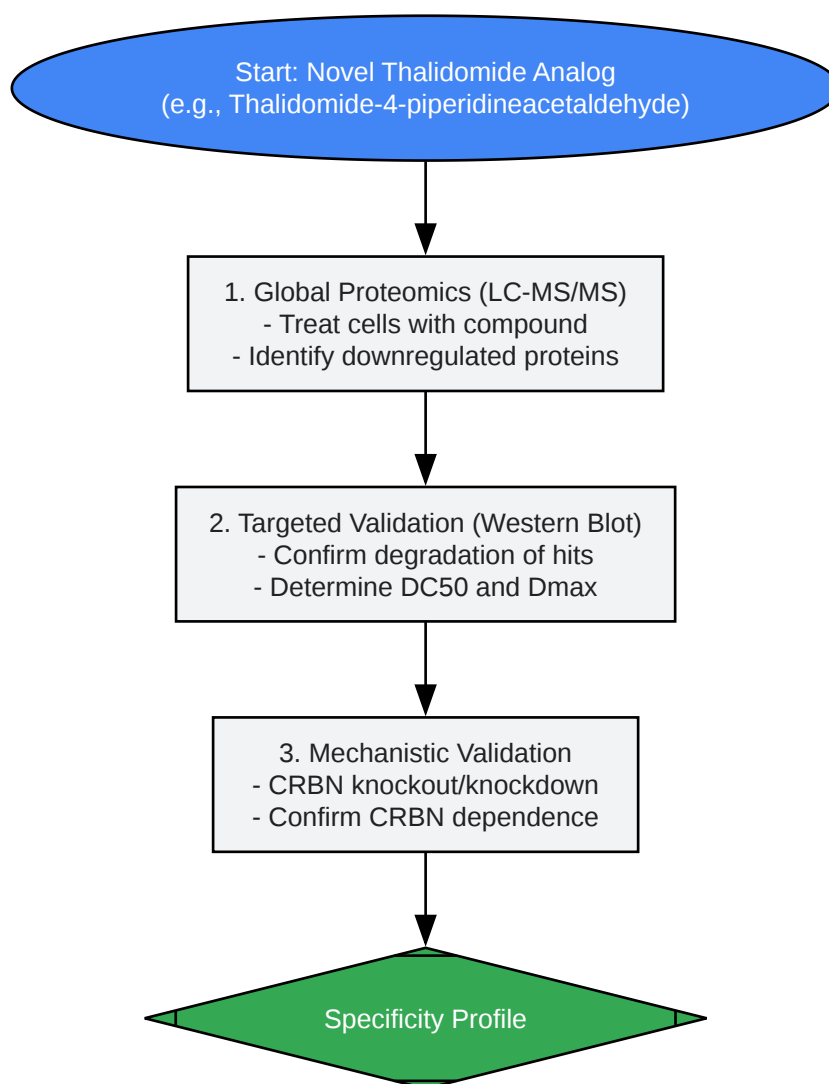 Start: Novel Thalidomide Analog
(e.g., Thalidomide-4-piperidineacetaldehyde)
1. Global Proteomics (LC-MS/MS)
- Treat cells with compound
- Identify downregulated proteins
2. Targeted Validation (Western Blot)
- Confirm degradation of hits
- Determine DC50 and Dmax
3. Mechanistic Validation
- CRBN knockout/knockdown
- Confirm CRBN dependence
Specificity Profile